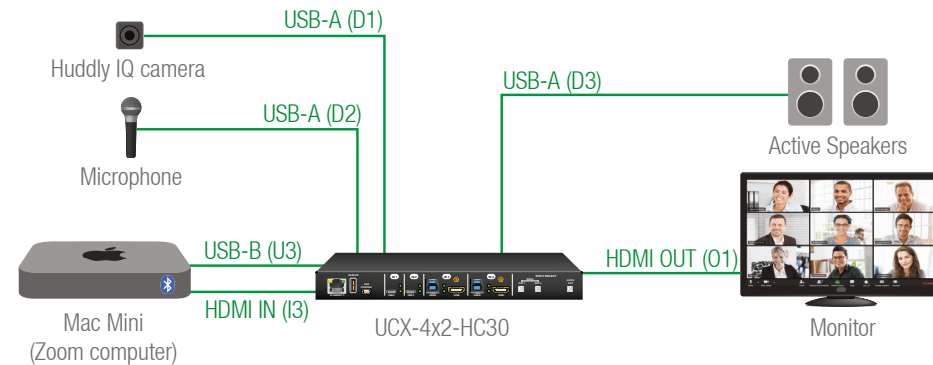 USB-A (D1)
Huddly IQ camera
USB-A (D2)
USB-A (D3)
Microphone
Active Speakers
USB-B (U3)
HDMI OUT (O1)
HDMI IN (I3)
Mac Mini
(Zoom computer)
UCX-4x2-HC30
Monitor